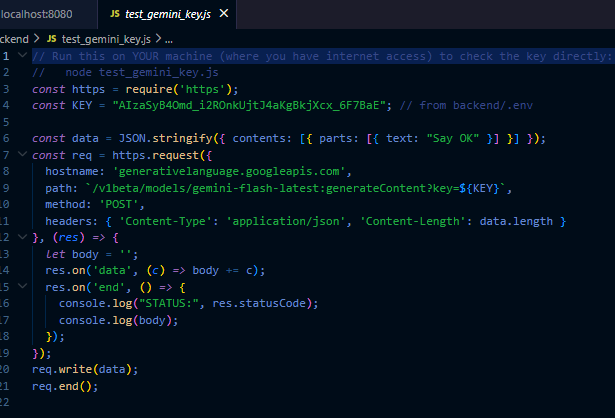 localhost:8080 JS test_gemini_key.js ✕
ckend > JS test_gemini_key.js > ...
1 // Run this on YOUR machine (where you have internet access) to check the key directly:
2 //   node test_gemini_key.js
3 const https = require('https');
4 const KEY = "AIzaSyB4Omd_i2ROnkUjtJ4aKgBkjXcx_6F7BaE"; // from backend/.env
5
6 const data = JSON.stringify({ contents: [{ parts: [{ text: "Say OK" }] }] });
7 const req = https.request({
8   hostname: 'generativelanguage.googleapis.com',
9   path: `/v1beta/models/gemini-flash-latest:generateContent?key=${KEY}`,
10   method: 'POST',
11   headers: { 'Content-Type': 'application/json', 'Content-Length': data.length }
12 }, (res) => {
13   let body = '';
14   res.on('data', (c) => body += c);
15   res.on('end', () => {
16     console.log("STATUS:", res.statusCode);
17     console.log(body);
18   });
19 });
20 req.write(data);
21 req.end();
22